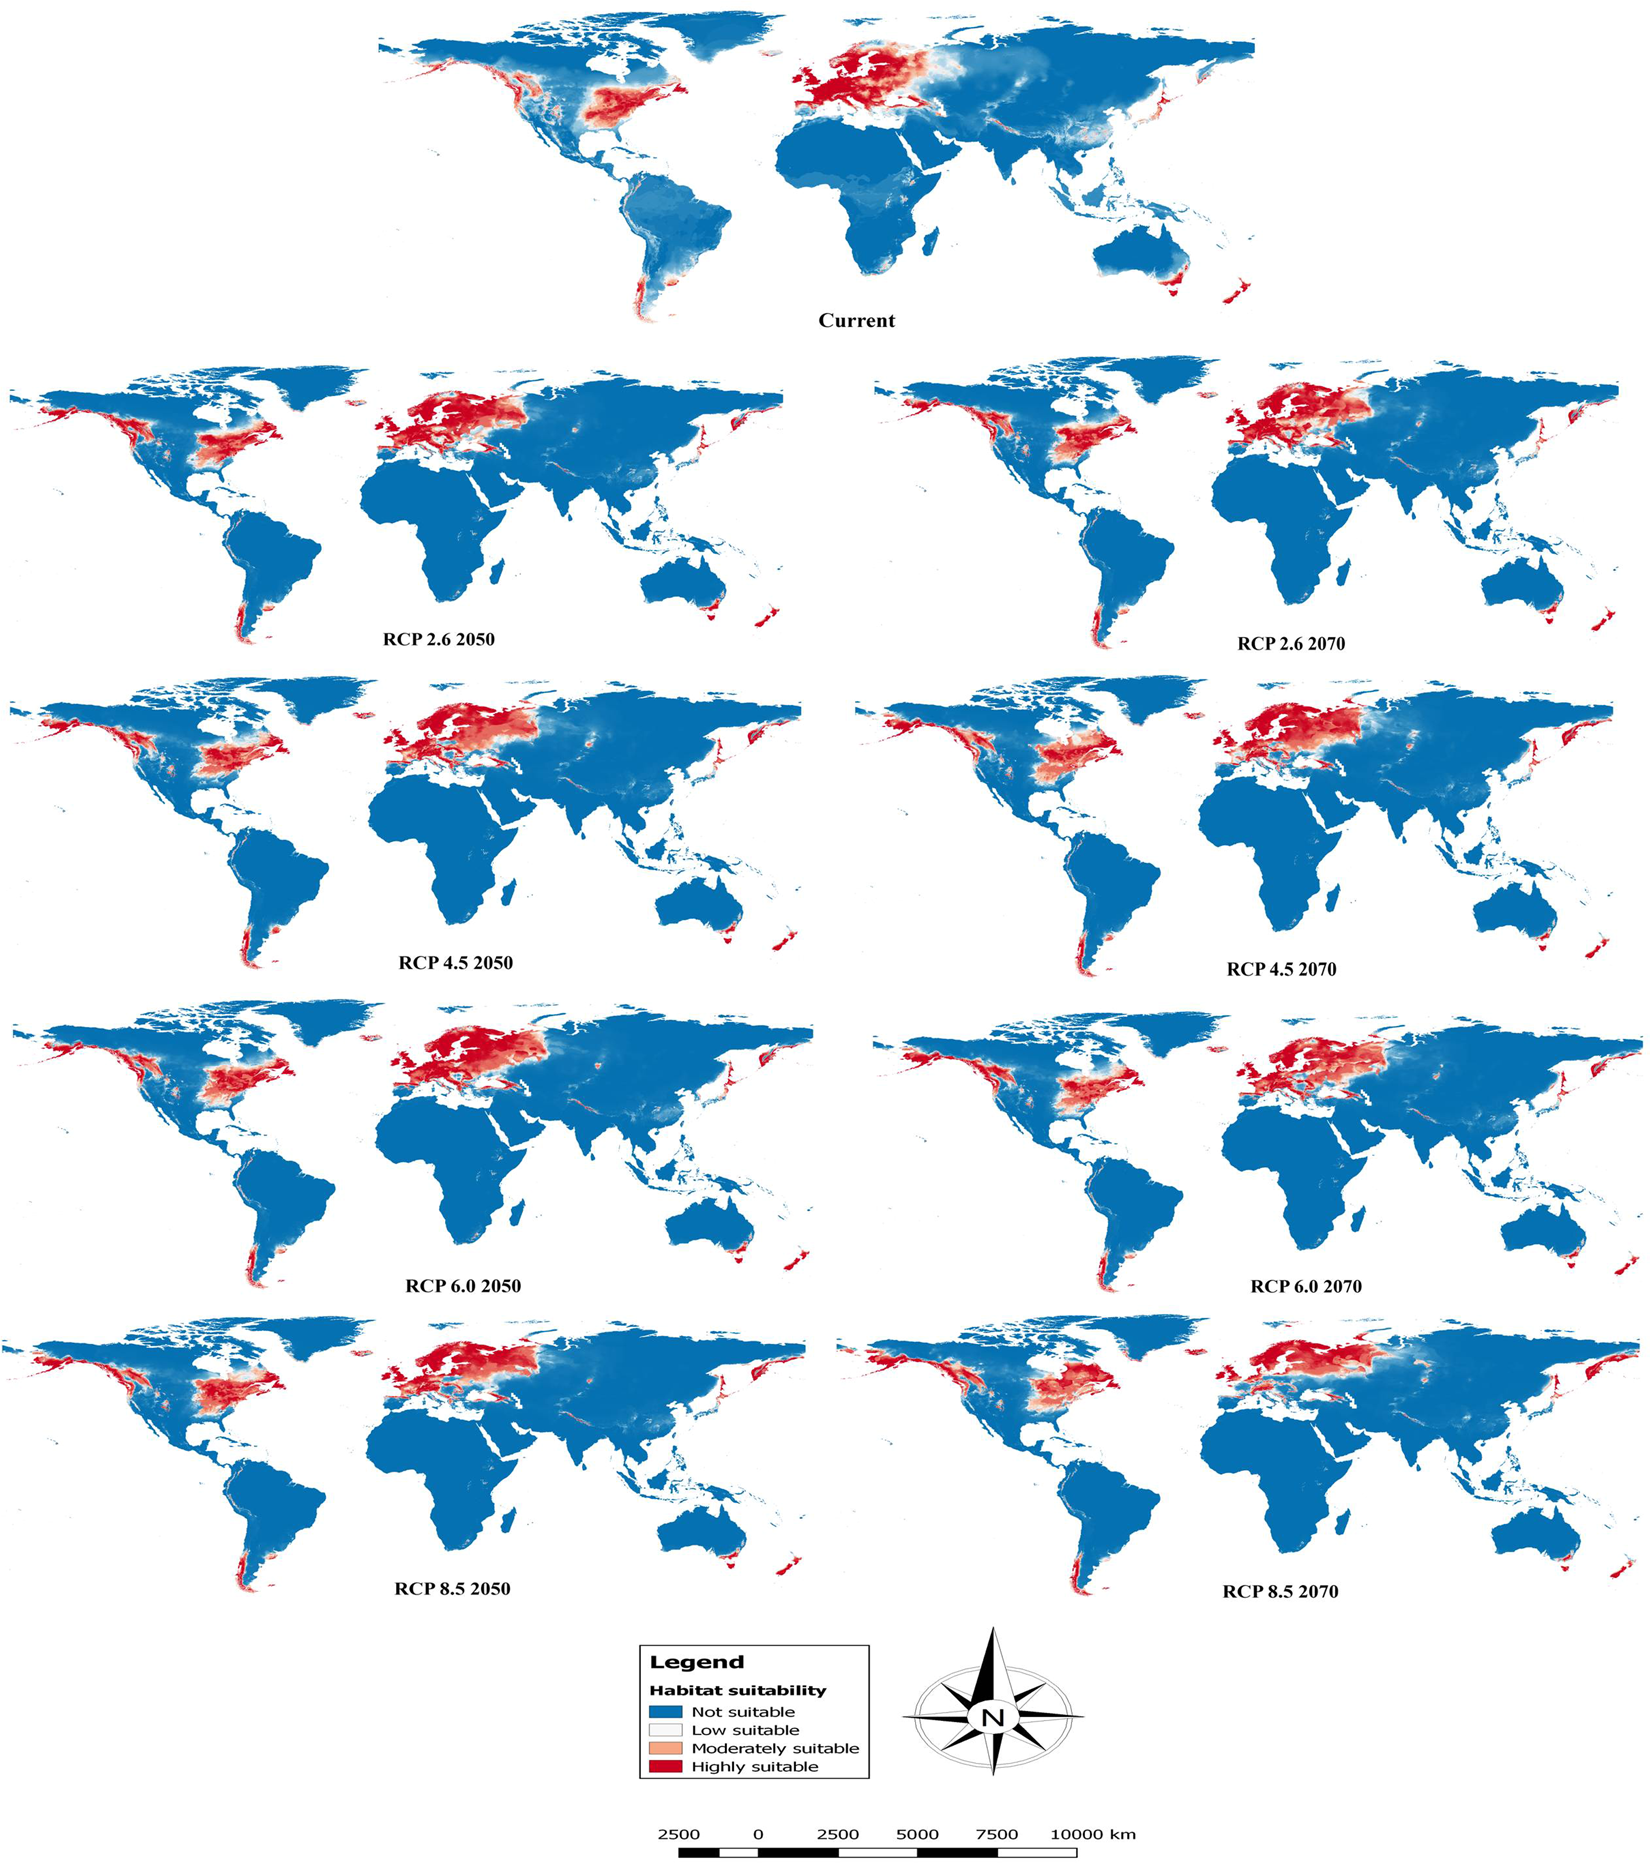 Current
RCP 2.6 2050
RCP 2.6 2070
RCP 4.5 2050
RCP 4.5 2070
RCP 6.0 2050
RCP 6.0 2070
RCP 8.5 2050
RCP 8.5 2070
Legend
Habitat suitability
Not suitable
Low suitable
Moderately suitable
Highly suitable
N
2500 0 2500 5000 7500 10000 km